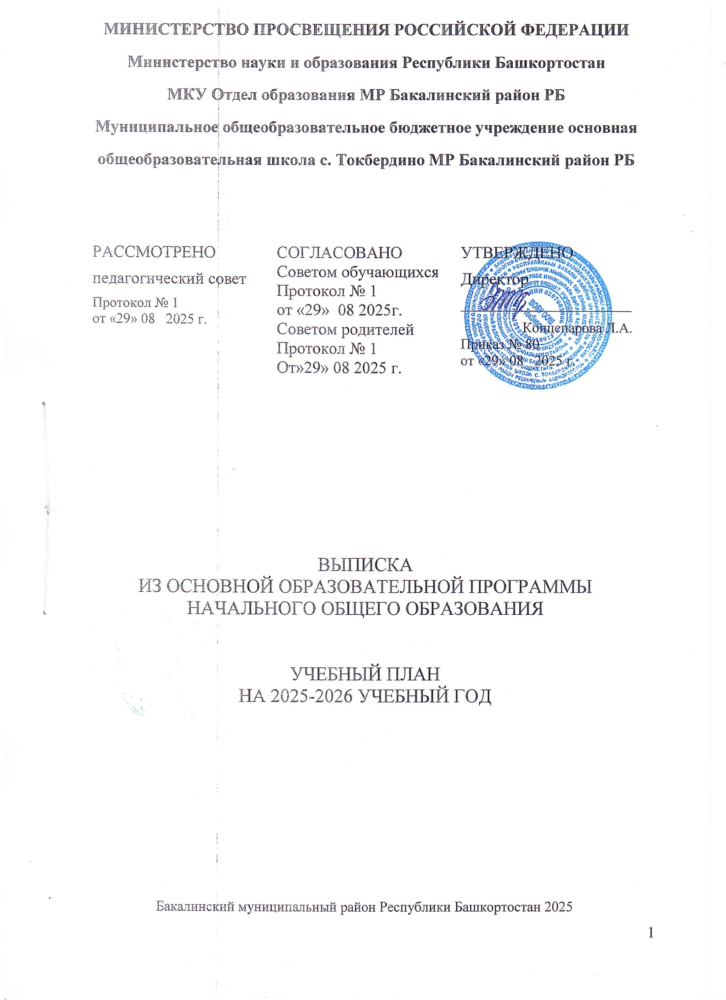 МИНИСТЕРСТВО ПРОСВЕЩЕНИЯ РОССИЙСКОЙ ФЕДЕРАЦИИ
Министерство науки и образования Республики Башкортостан
МКУ Отдел образования МР Бакалинский район РБ
Муниципальное общеобразовательное бюджетное учреждение основная
общеобразовательная школа с. Токбердино МР Бакалинский район РБ
РАССМОТРЕНО
педагогический совет
Протокол № 1
от «29» 08 2025 г.
СОГЛАСОВАНО
Советом обучающихся
Протокол № 1
от «29» 08 2025г.
Советом родителей
Протокол № 1
От»29» 08 2025 г.
УТВЕРЖДЕНО
Директор
Концепарова Л.А.
Приказ № 80
от «29» 08 2025 г.
МОБУ ООШ
ИНН 0207003086
ВЫПИСКА
ИЗ ОСНОВНОЙ ОБРАЗОВАТЕЛЬНОЙ ПРОГРАММЫ
НАЧАЛЬНОГО ОБЩЕГО ОБРАЗОВАНИЯ
УЧЕБНЫЙ ПЛАН
НА 2025-2026 УЧЕБНЫЙ ГОД
Бакалинский муниципальный район Республики Башкортостан 2025
1